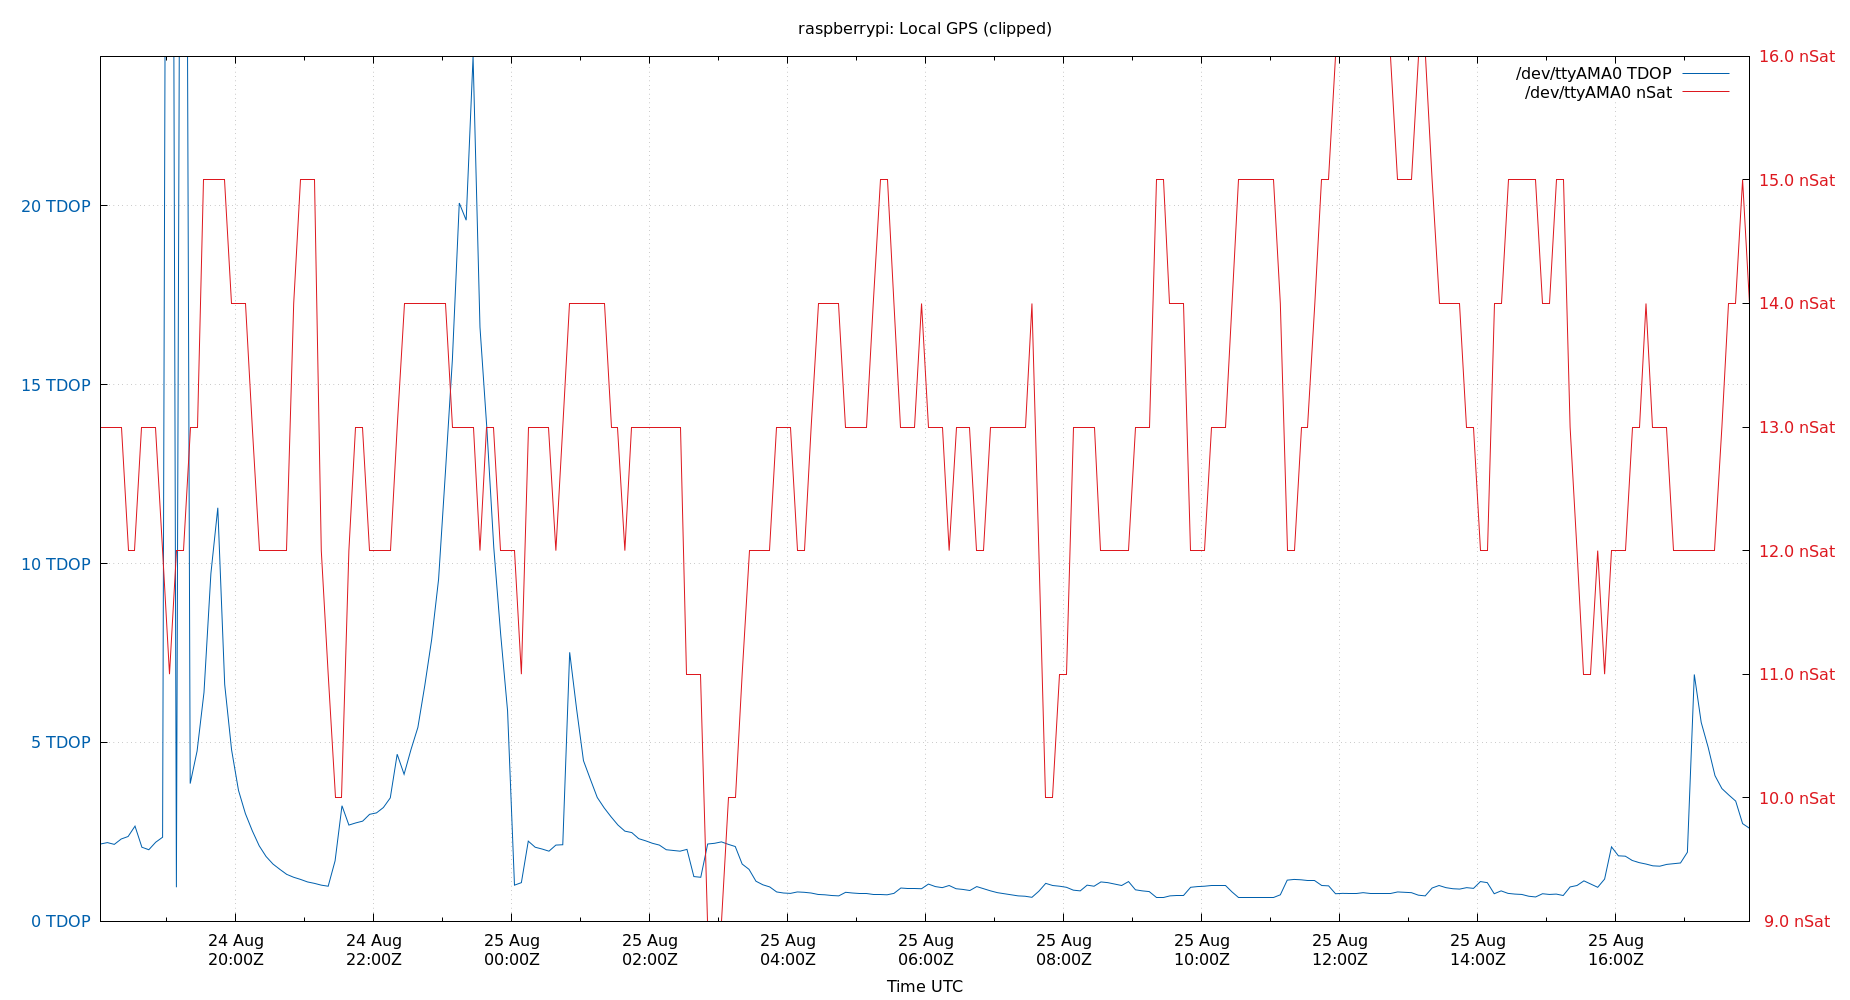 raspberrypi: Local GPS (clipped)
/dev/ttyAMA0 TDOP
/dev/ttyAMA0 nSat
20 TDOP
15 TDOP
10 TDOP
5 TDOP
0 TDOP
16.0 nSat
15.0 nSat
14.0 nSat
13.0 nSat
12.0 nSat
11.0 nSat
10.0 nSat
9.0 nSat
24 Aug
20:00Z
24 Aug
22:00Z
25 Aug
00:00Z
25 Aug
02:00Z
25 Aug
04:00Z
25 Aug
06:00Z
25 Aug
08:00Z
25 Aug
10:00Z
25 Aug
12:00Z
25 Aug
14:00Z
25 Aug
16:00Z
Time UTC